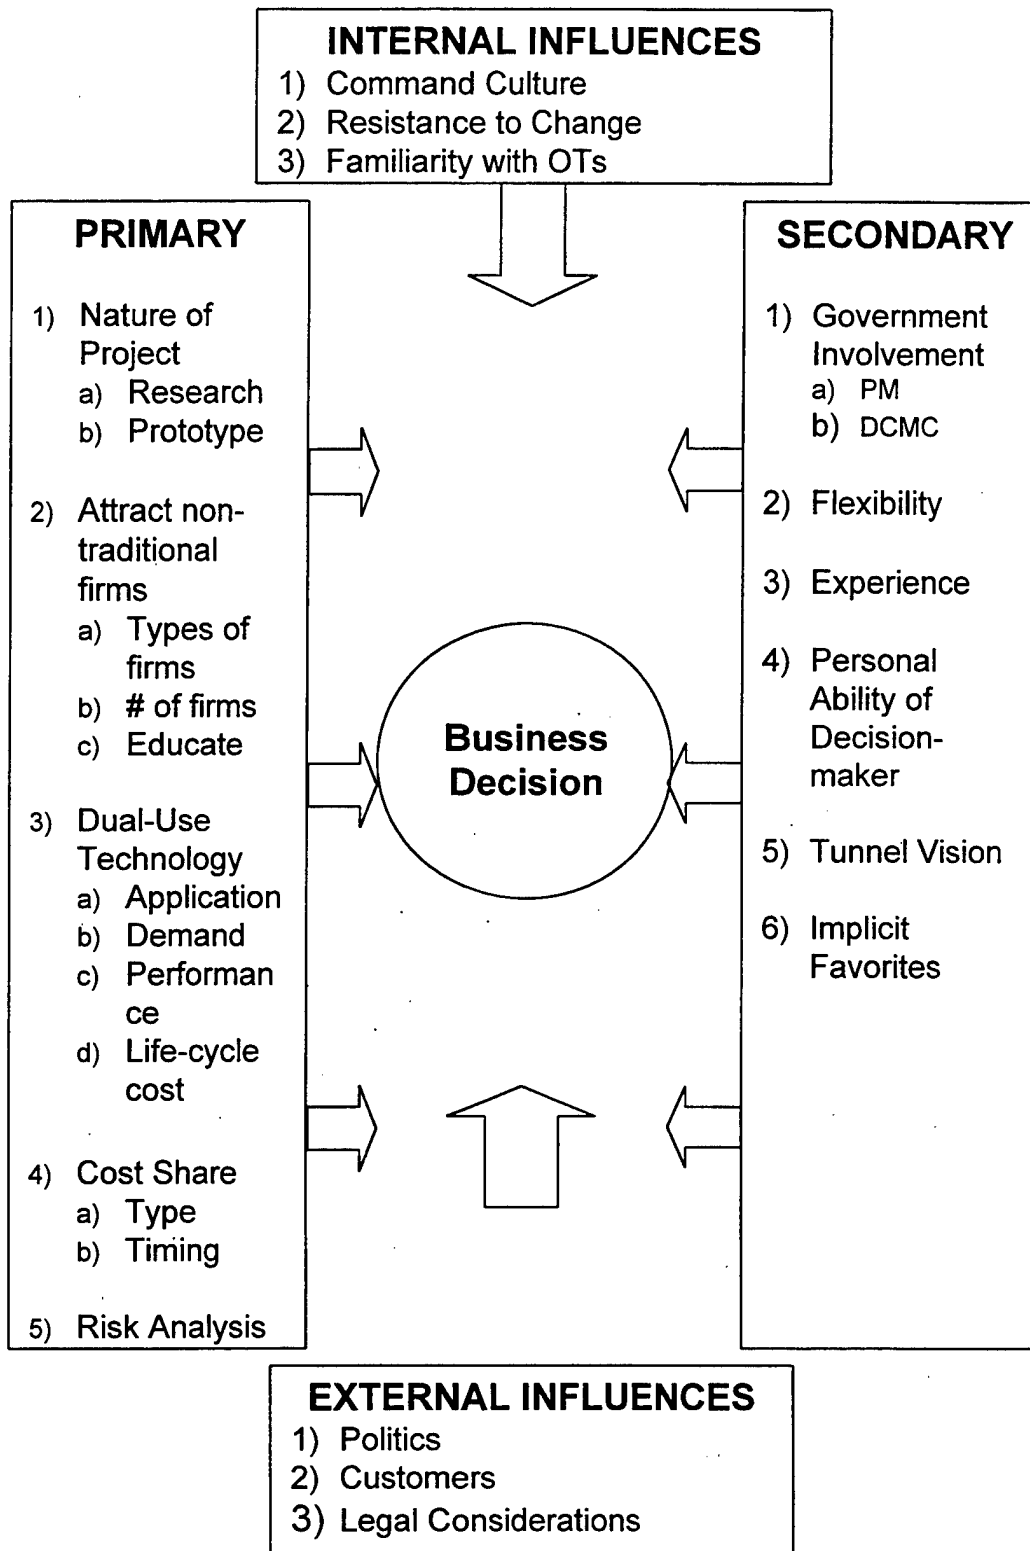 INTERNAL INFLUENCES
1) Command Culture
2) Resistance to Change
3) Familiarity with OTs
PRIMARY
1) Nature of
Project
a) Research
b) Prototype
2) Attract non-
traditional
firms
a) Types of
firms
b) # of firms
c) Educate
3) Dual-Use
Technology
a) Application
b) Demand
c) Performan
ce
d) Life-cycle
cost
4) Cost Share
a) Type
b) Timing
5) Risk Analysis
Business
Decision
SECONDARY
1) Government
Involvement
a) PM
b) DCMC
2) Flexibility
3) Experience
4) Personal
Ability of
Decision-
maker
5) Tunnel Vision
6) Implicit
Favorites
EXTERNAL INFLUENCES
1) Politics
2) Customers
3) Legal Considerations